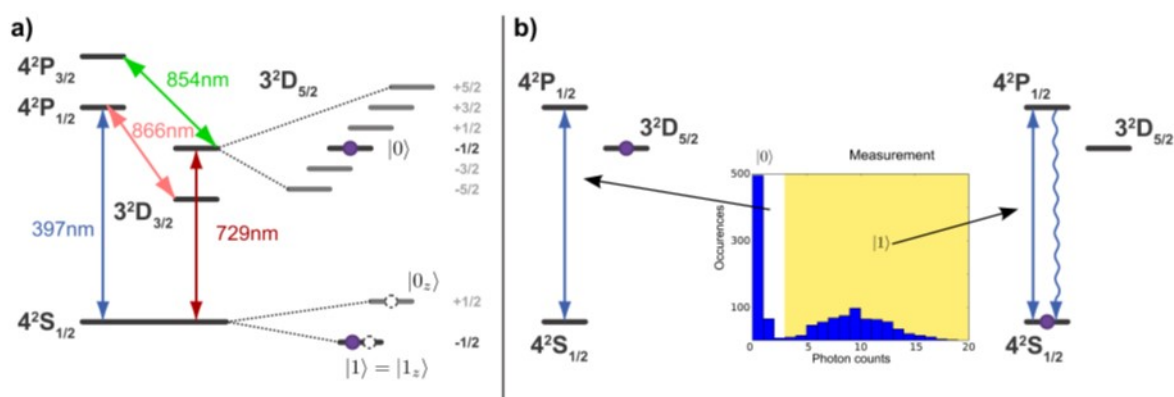 a)
4²P₃/₂
854nm
3²D₅/₂
+5/2
4²P₁/₂
+3/2
866nm
+1/2
|0⟩
-1/2
-3/2
-5/2
3²D₃/₂
397nm
729nm
|0z⟩
+1/2
4²S₁/₂
-1/2
|1⟩ = |1z⟩
b)
4²P₁/₂
3²D₅/₂
|0⟩
Measurement
500
300
100
Occurences
|1⟩
0
5
10
15
20
Photon counts
4²S₁/₂
4²P₁/₂
3²D₅/₂
4²S₁/₂